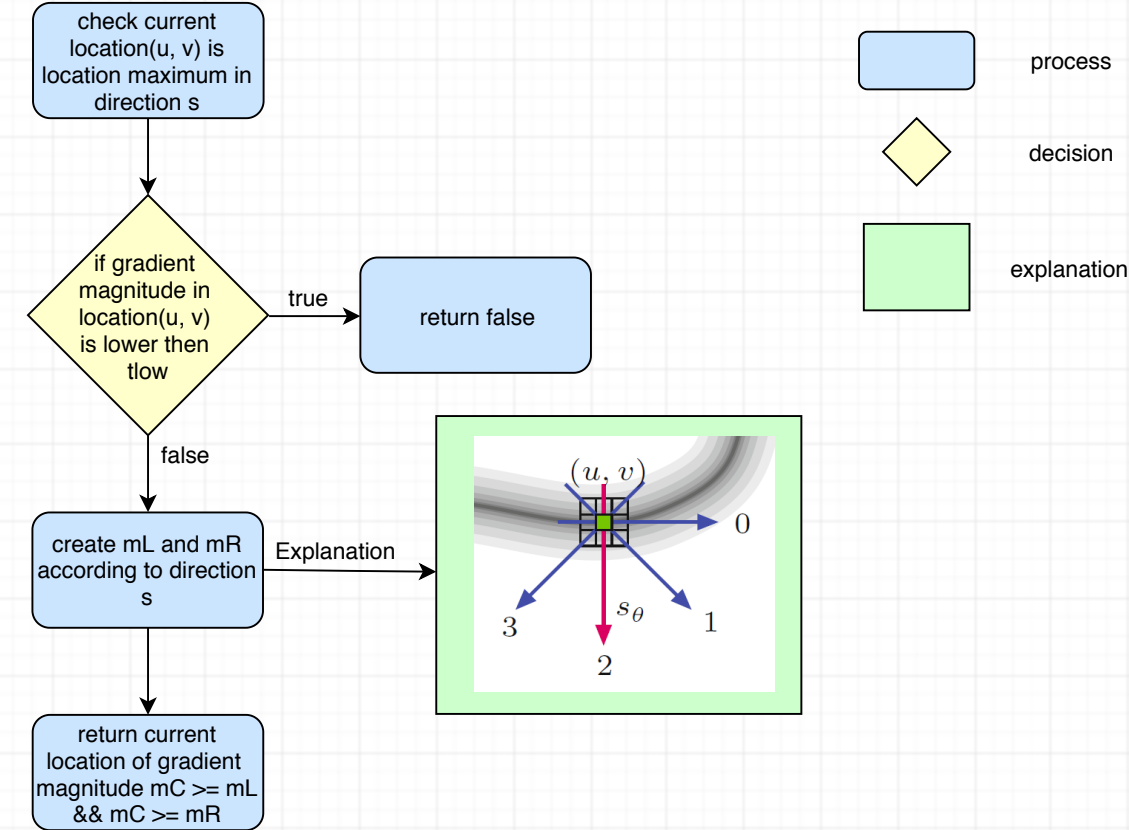 check current
location(u, v) is
location maximum in
direction s
if gradient
magnitude in
location(u, v)
is lower then
tlow
true
return false
false
create mL and mR
according to direction
s
Explanation
(u, v)
0
1
sθ
2
3
return current
location of gradient
magnitude mC >= mL
&& mC >= mR
process
decision
explanation